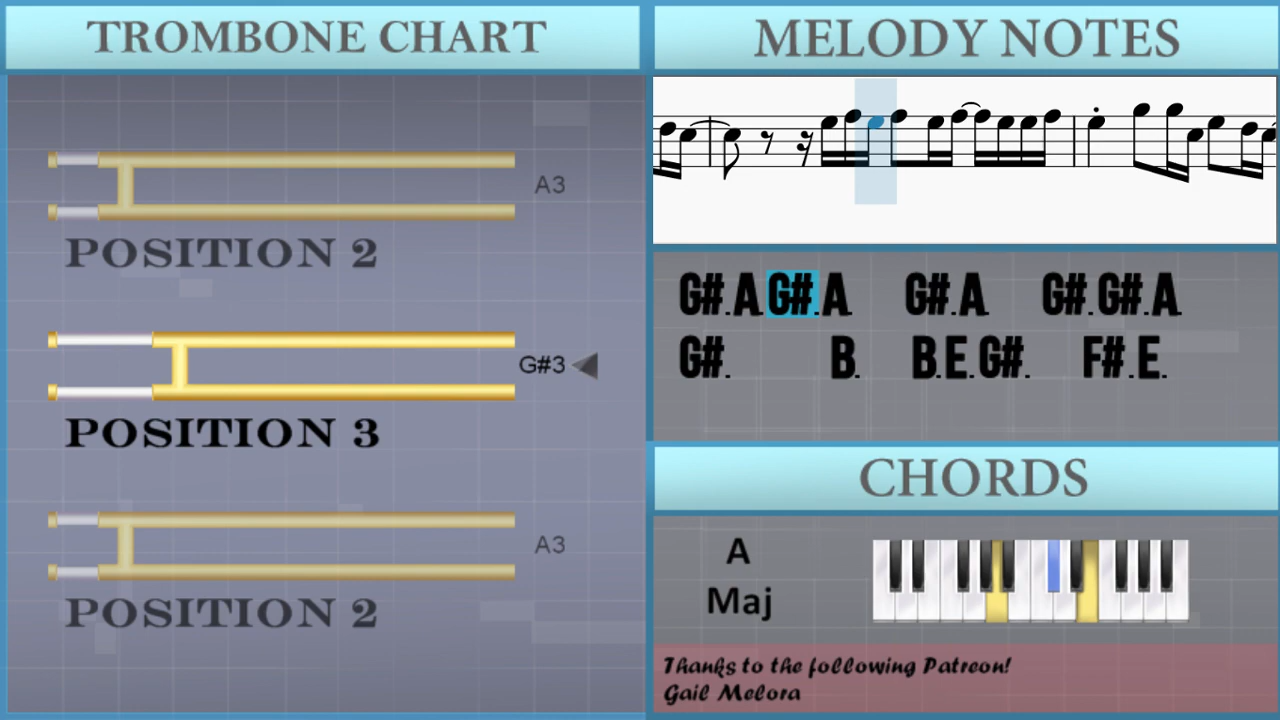 TROMBONE CHART
A3
POSITION 2
G#3
POSITION 3
A3
POSITION 2
MELODY NOTES
G#.A.G#.A. G#.A. G#.G#.A.
G#. B. B.E.G#. F#.E.
CHORDS
A
Maj
Thanks to the following Patreon!
Gail Melora